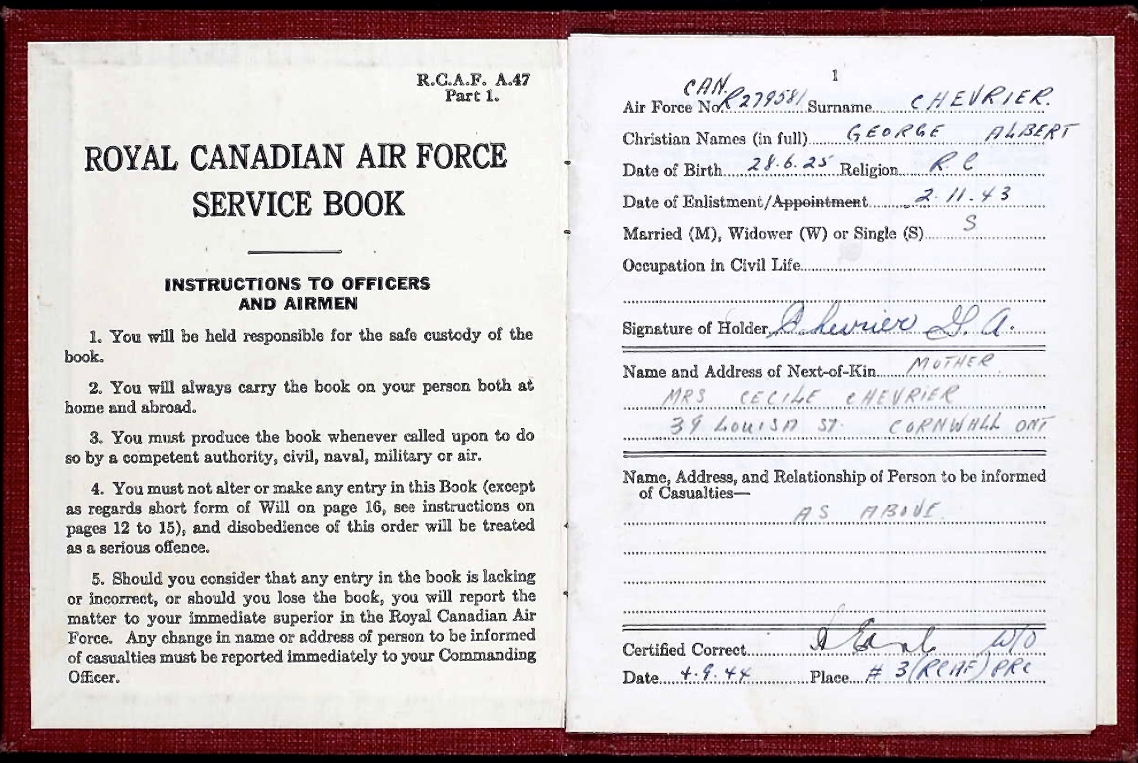 R.C.A.F. A.47
Part 1.
ROYAL CANADIAN AIR FORCE
SERVICE BOOK
INSTRUCTIONS TO OFFICERS
AND AIRMEN
1. You will be held responsible for the safe custody of the
book.
2. You will always carry the book on your person both at
home and abroad.
3. You must produce the book whenever called upon to do
so by a competent authority, civil, naval, military or air.
4. You must not alter or make any entry in this Book (except
as regards short form of Will on page 16, see instructions on
pages 12 to 15), and disobedience of this order will be treated
as a serious offence.
5. Should you consider that any entry in the book is lacking
or incorrect, or should you lose the book, you will report the
matter to your immediate superior in the Royal Canadian Air
Force. Any change in name or address of person to be informed
of casualties must be reported immediately to your Commanding
Officer.
1
CAN.
Air Force No. R279581 Surname CHEVRIER.
Christian Names (in full) GEORGE ALBERT
Date of Birth 28.6.25 Religion R.C
Date of Enlistment/Appointment 2.11.43
Married (M), Widower (W) or Single (S) S
Occupation in Civil Life
Signature of Holder Chevrier G. A.
Name and Address of Next-of-Kin MOTHER
MRS CECILE CHEVRIER
39 LOUISA ST. CORNWALL ONT
Name, Address, and Relationship of Person to be informed
of Casualties—
AS ABOVE.
Certified Correct W/O
Date 4.9.44 Place # 3 (RCAF) PRC